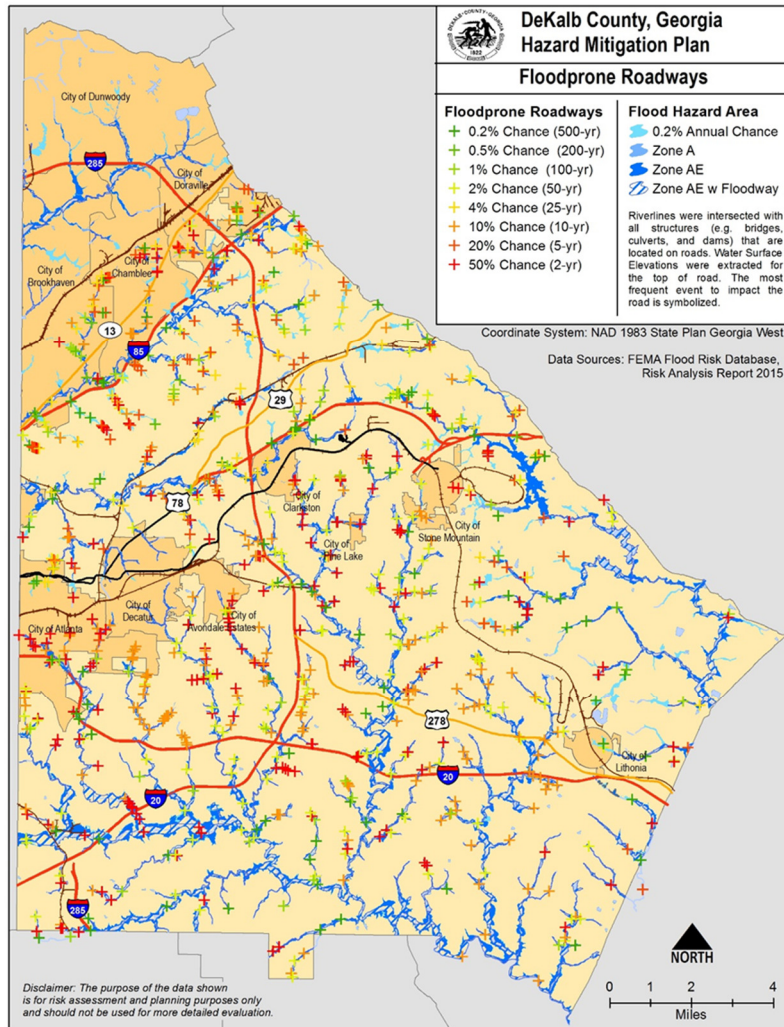 DEKALB COUNTY, GEORGIA
1822
DeKalb County, Georgia
Hazard Mitigation Plan
Floodprone Roadways
Floodprone Roadways
0.2% Chance (500-yr)
0.5% Chance (200-yr)
1% Chance (100-yr)
2% Chance (50-yr)
4% Chance (25-yr)
10% Chance (10-yr)
20% Chance (5-yr)
50% Chance (2-yr)
Flood Hazard Area
0.2% Annual Chance
Zone A
Zone AE
Zone AE w Floodway
Riverlines were intersected with
all structures (e.g. bridges,
culverts, and dams) that are
located on roads. Water Surface
Elevations were extracted for
the top of road. The most
frequent event to impact the
road is symbolized.
Coordinate System: NAD 1983 State Plan Georgia West
Data Sources: FEMA Flood Risk Database,
Risk Analysis Report 2015
City of Dunwoody
285
City of
Doraville
City of
Chamblee
City of
Brookhaven
13
85
29
78
City of
Clarkston
City of
Pine Lake
City of
Stone Mountain
City of Atlanta
City of
Decatur
City of
Avondale Estates
278
City of
Lithonia
20
20
285
NORTH
0 1 2 4
Miles
Disclaimer: The purpose of the data shown
is for risk assessment and planning purposes only
and should not be used for more detailed evaluation.